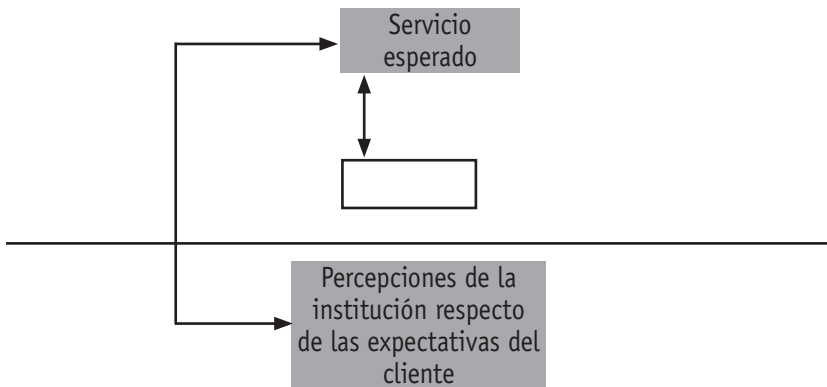 Servicio
esperado
Percepciones de la
institución respecto
de las expectativas del
cliente